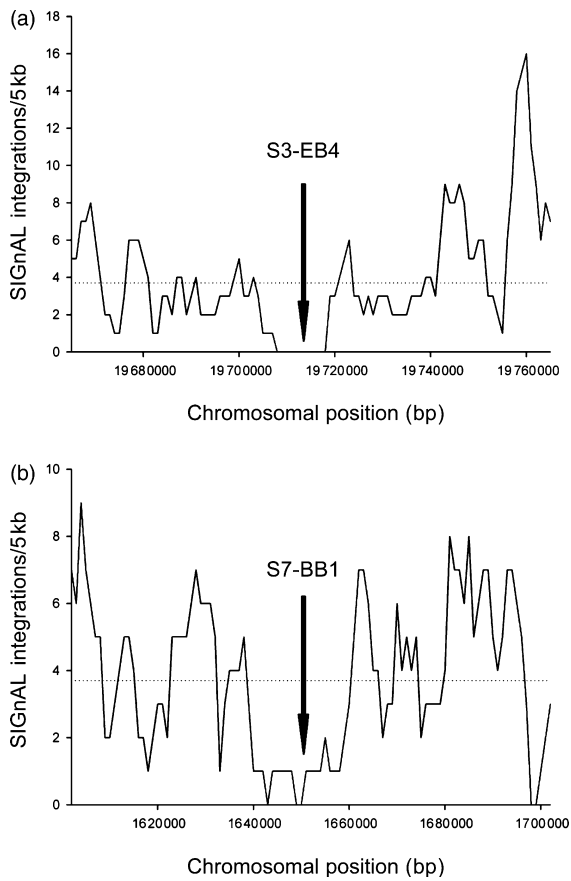 (a)
SIGnAL integrations/5kb
18
16
14
12
10
8
6
4
2
0
S3-EB4
19680000 19700000 19720000 19740000 19760000
Chromosomal position (bp)
(b)
SIGnAL integrations/5kb
10
8
6
4
2
0
S7-BB1
1620000 1640000 1660000 1680000 1700000
Chromosomal position (bp)